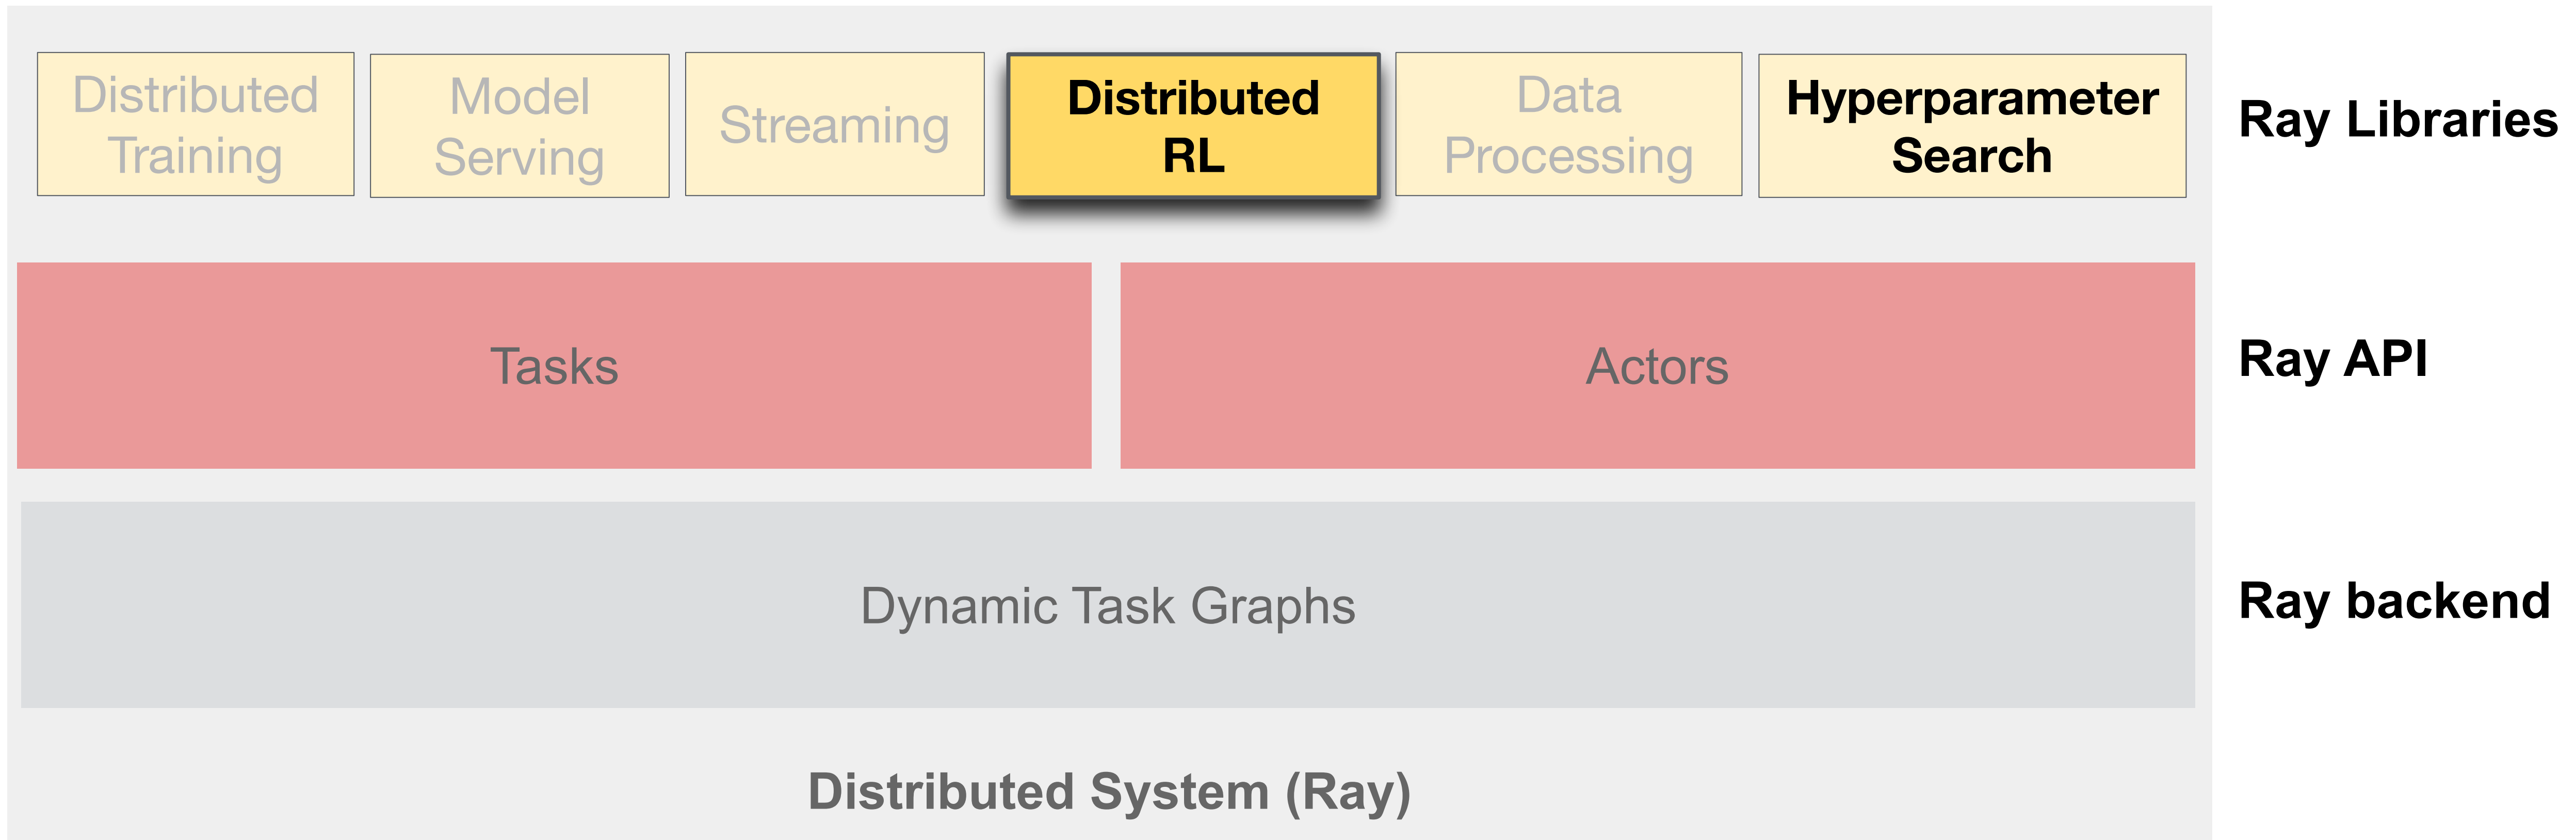 Distributed
Training
Model
Serving
Streaming
Distributed
RL
Data
Processing
Hyperparameter
Search
Ray Libraries
Tasks
Actors
Ray API
Dynamic Task Graphs
Ray backend
Distributed System (Ray)